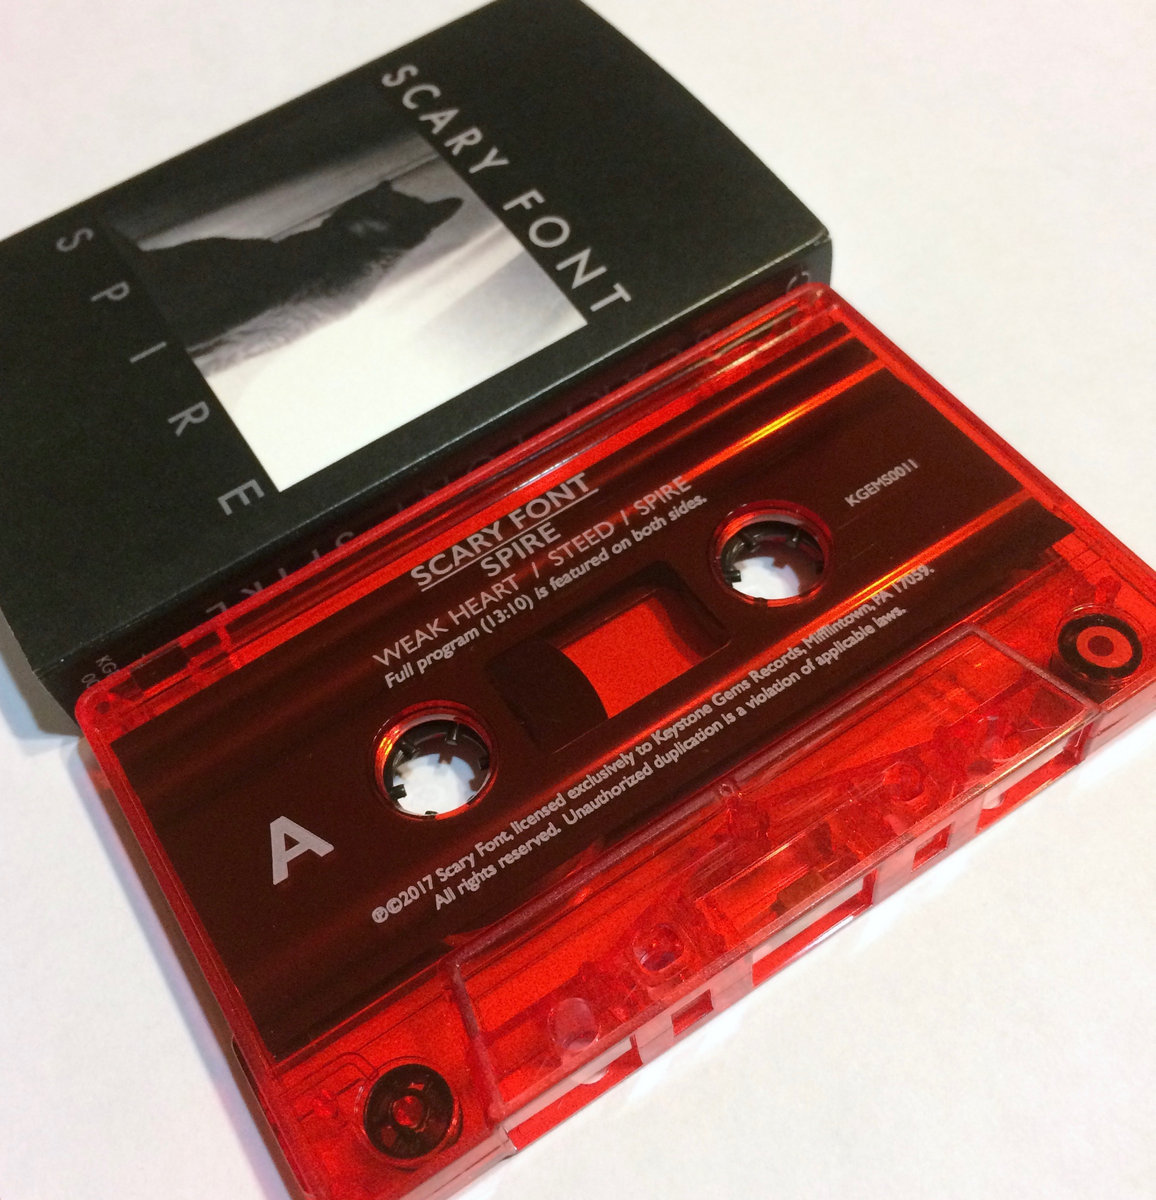 SCARY FONT
SPIRE
SCARY FONT
SPIRE
WEAK HEART / STEED / SPIRE
Full program (13:10) is featured on both sides.
KGEMS0011
A
℗©2017 Scary Font, licensed exclusively to Keystone Gems Records, Mifflintown, PA 17059.
All rights reserved. Unauthorized duplication is a violation of applicable laws.